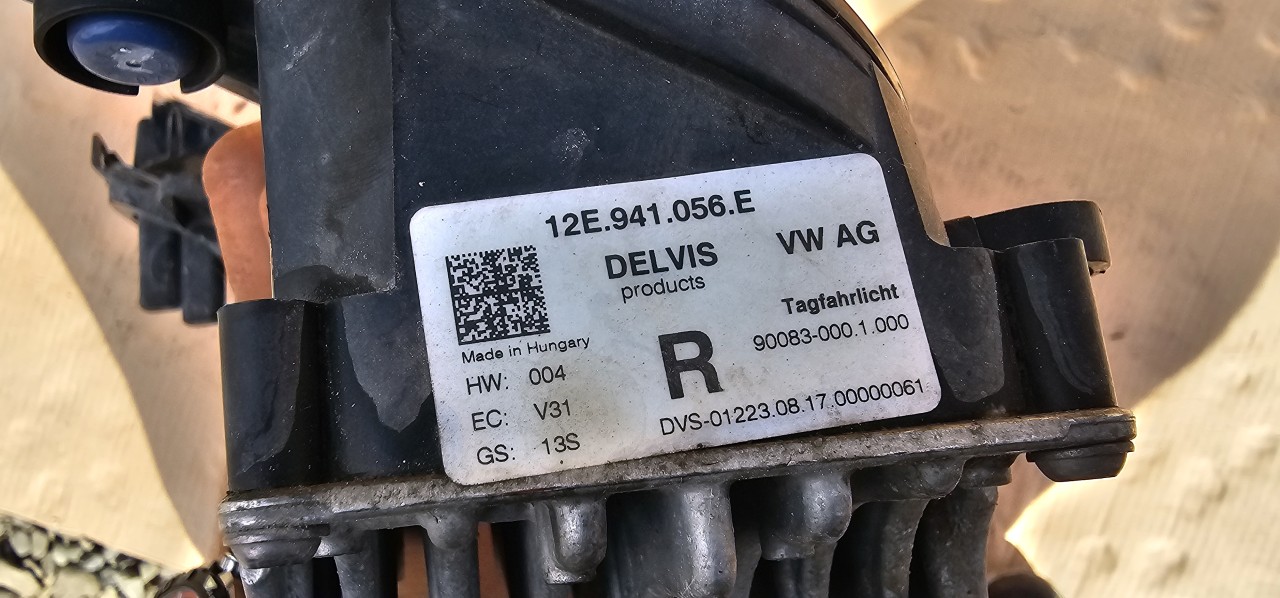 12E.941.056.E
DELVIS
products
VW AG
Tagfahrlicht
90083-000.1.000
Made in Hungary
R
HW: 004
EC: V31
GS: 13S
DVS-01223.08.17.00000061